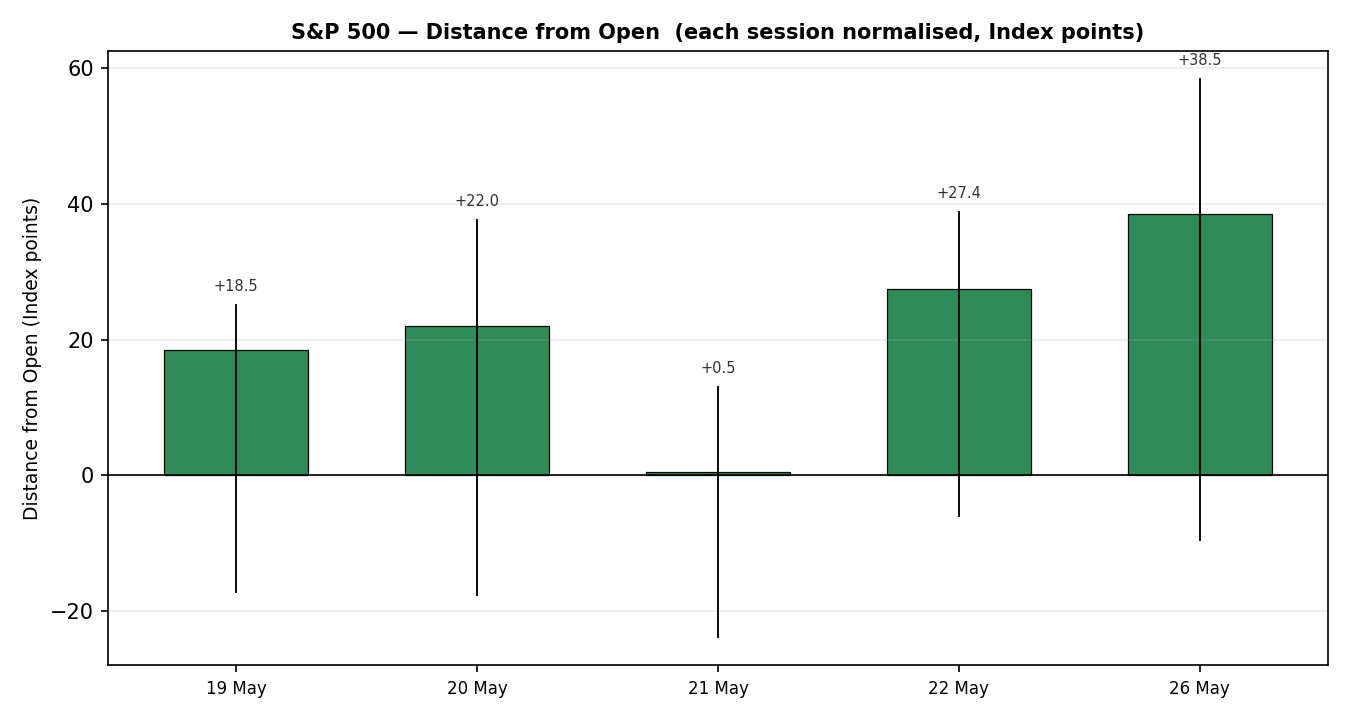 S&P 500 — Distance from Open  (each session normalised, Index points)
Distance from Open (Index points)
60
40
20
0
−20
+18.5
+22.0
+0.5
+27.4
+38.5
19 May
20 May
21 May
22 May
26 May